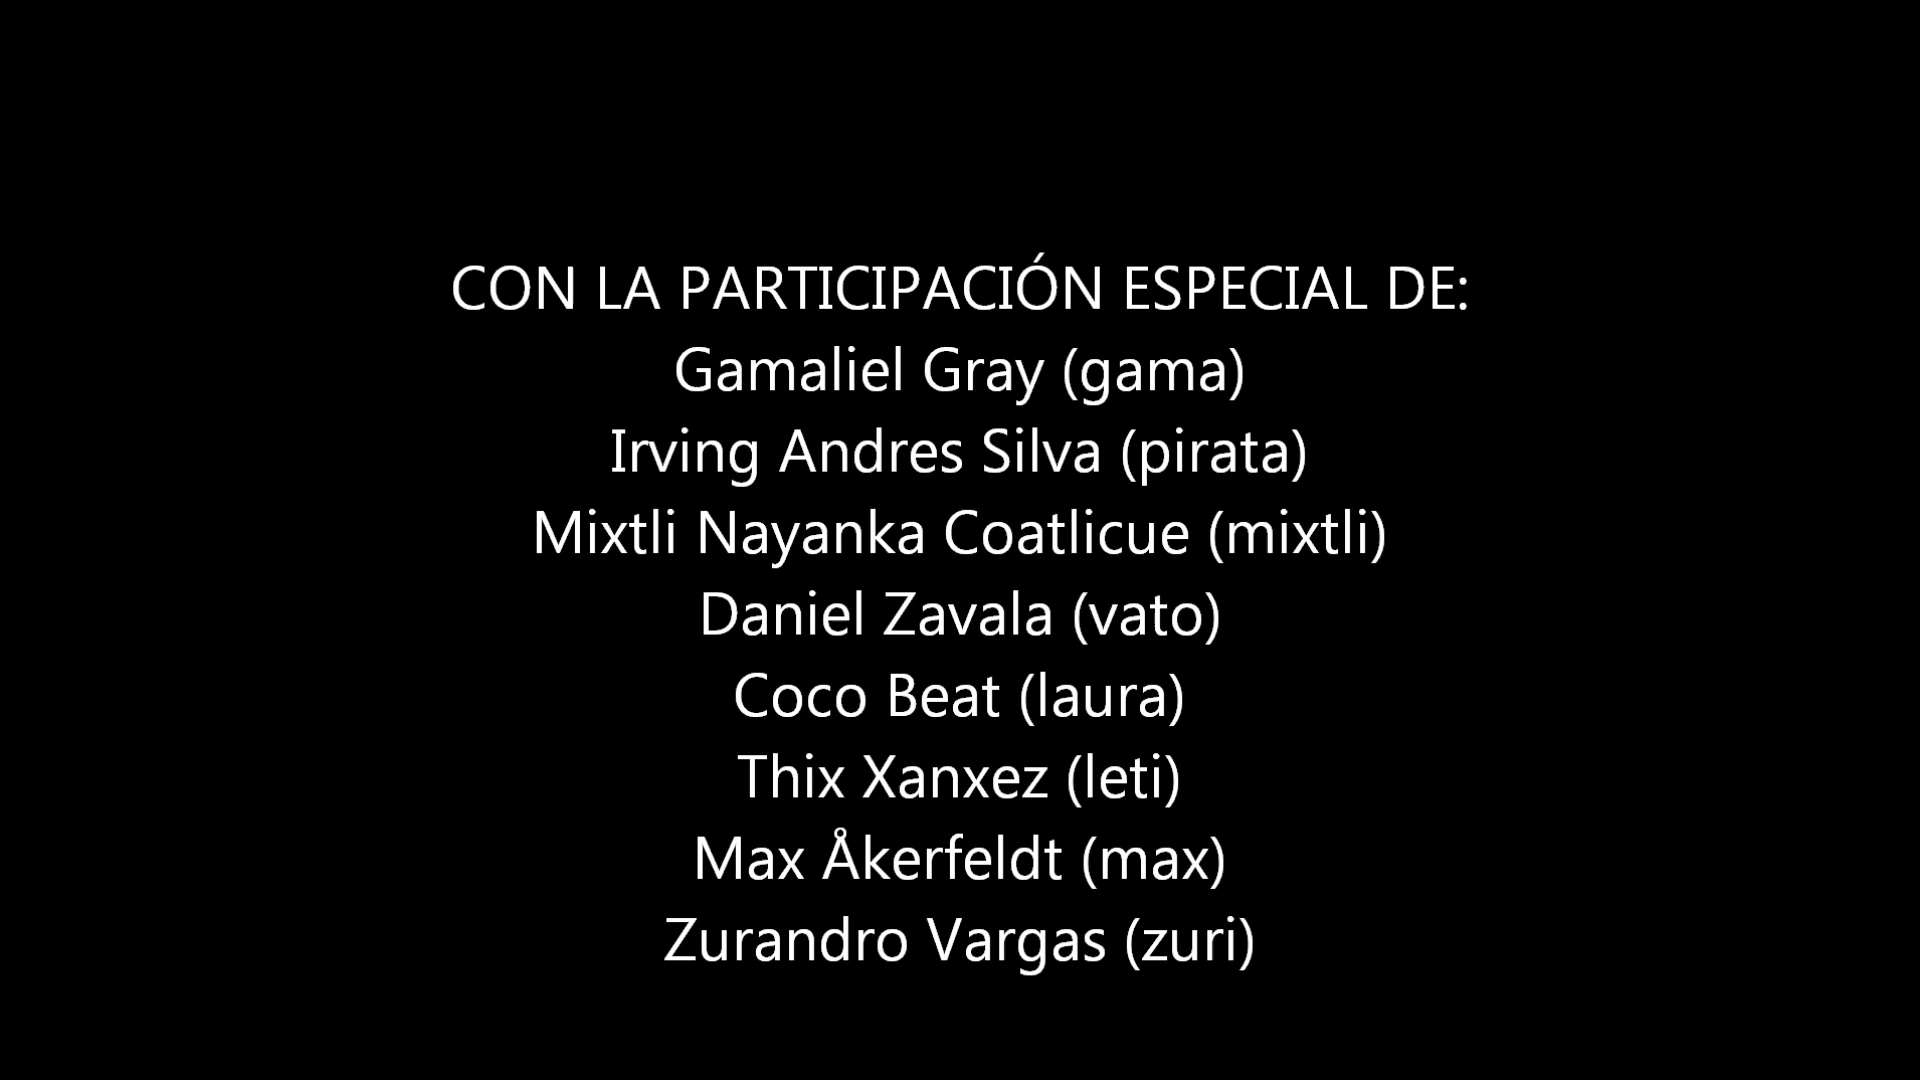 CON LA PARTICIPACIÓN ESPECIAL DE:
Gamaliel Gray (gama)
Irving Andres Silva (pirata)
Mixtli Nayanka Coatlicue (mixtli)
Daniel Zavala (vato)
Coco Beat (laura)
Thix Xanxez (leti)
Max Åkerfeldt (max)
Zurandro Vargas (zuri)